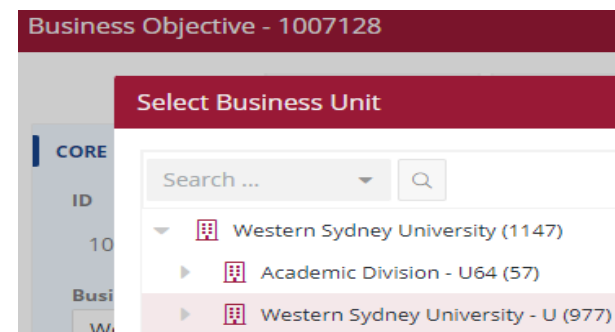 Business Objective - 1007128
Select Business Unit
CORE
Search ...
ID
Western Sydney University (1147)
10
Academic Division - U64 (57)
Busi
Western Sydney University - U (977)
We